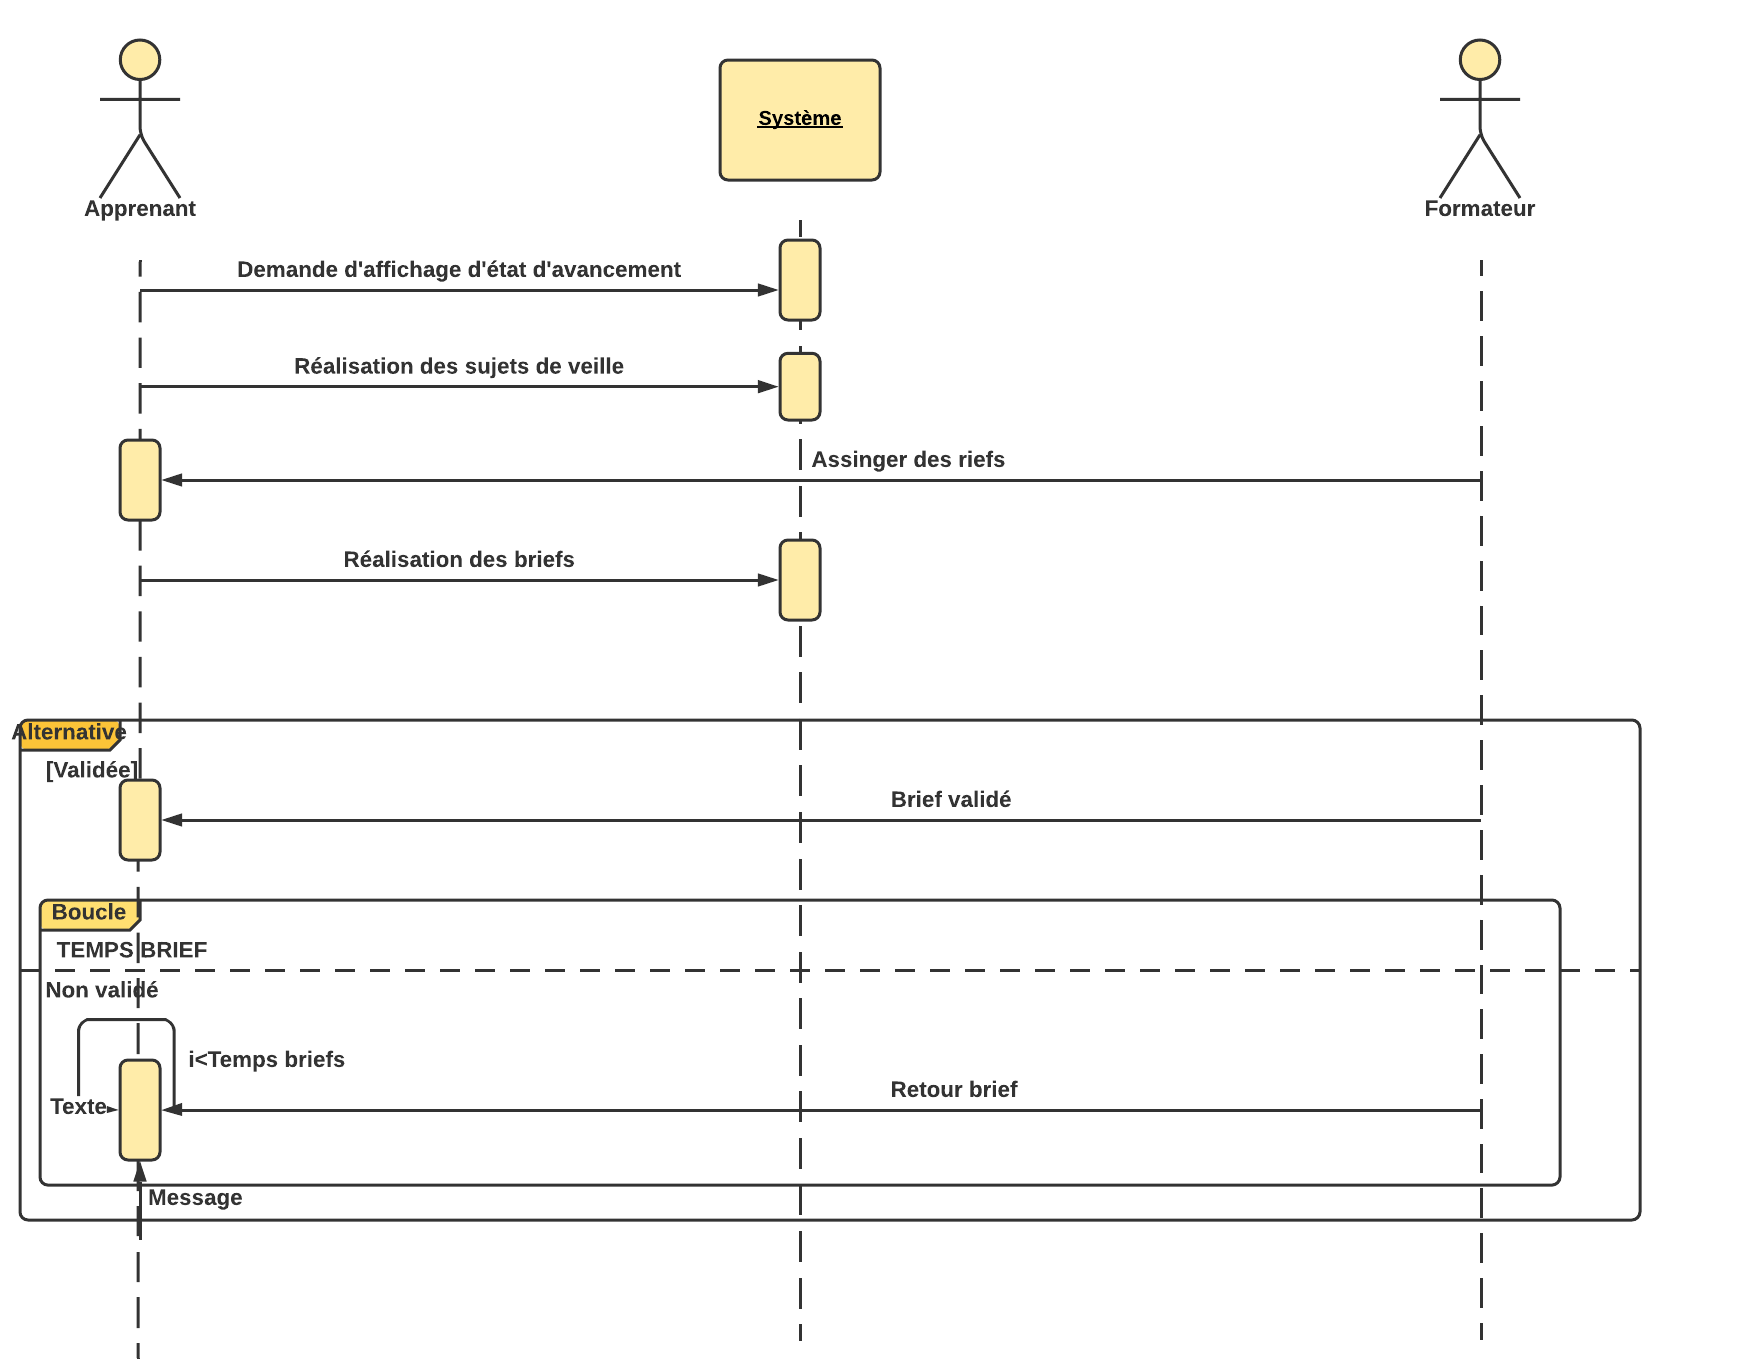 Système
Apprenant
Formateur
Demande d'affichage d'état d'avancement
Réalisation des sujets de veille
Assinger des riefs
Réalisation des briefs
Alternative
[Validée]
Brief validé
Boucle
TEMPS BRIEF
Non validé
i<Temps briefs
Retour brief
Texte
Message